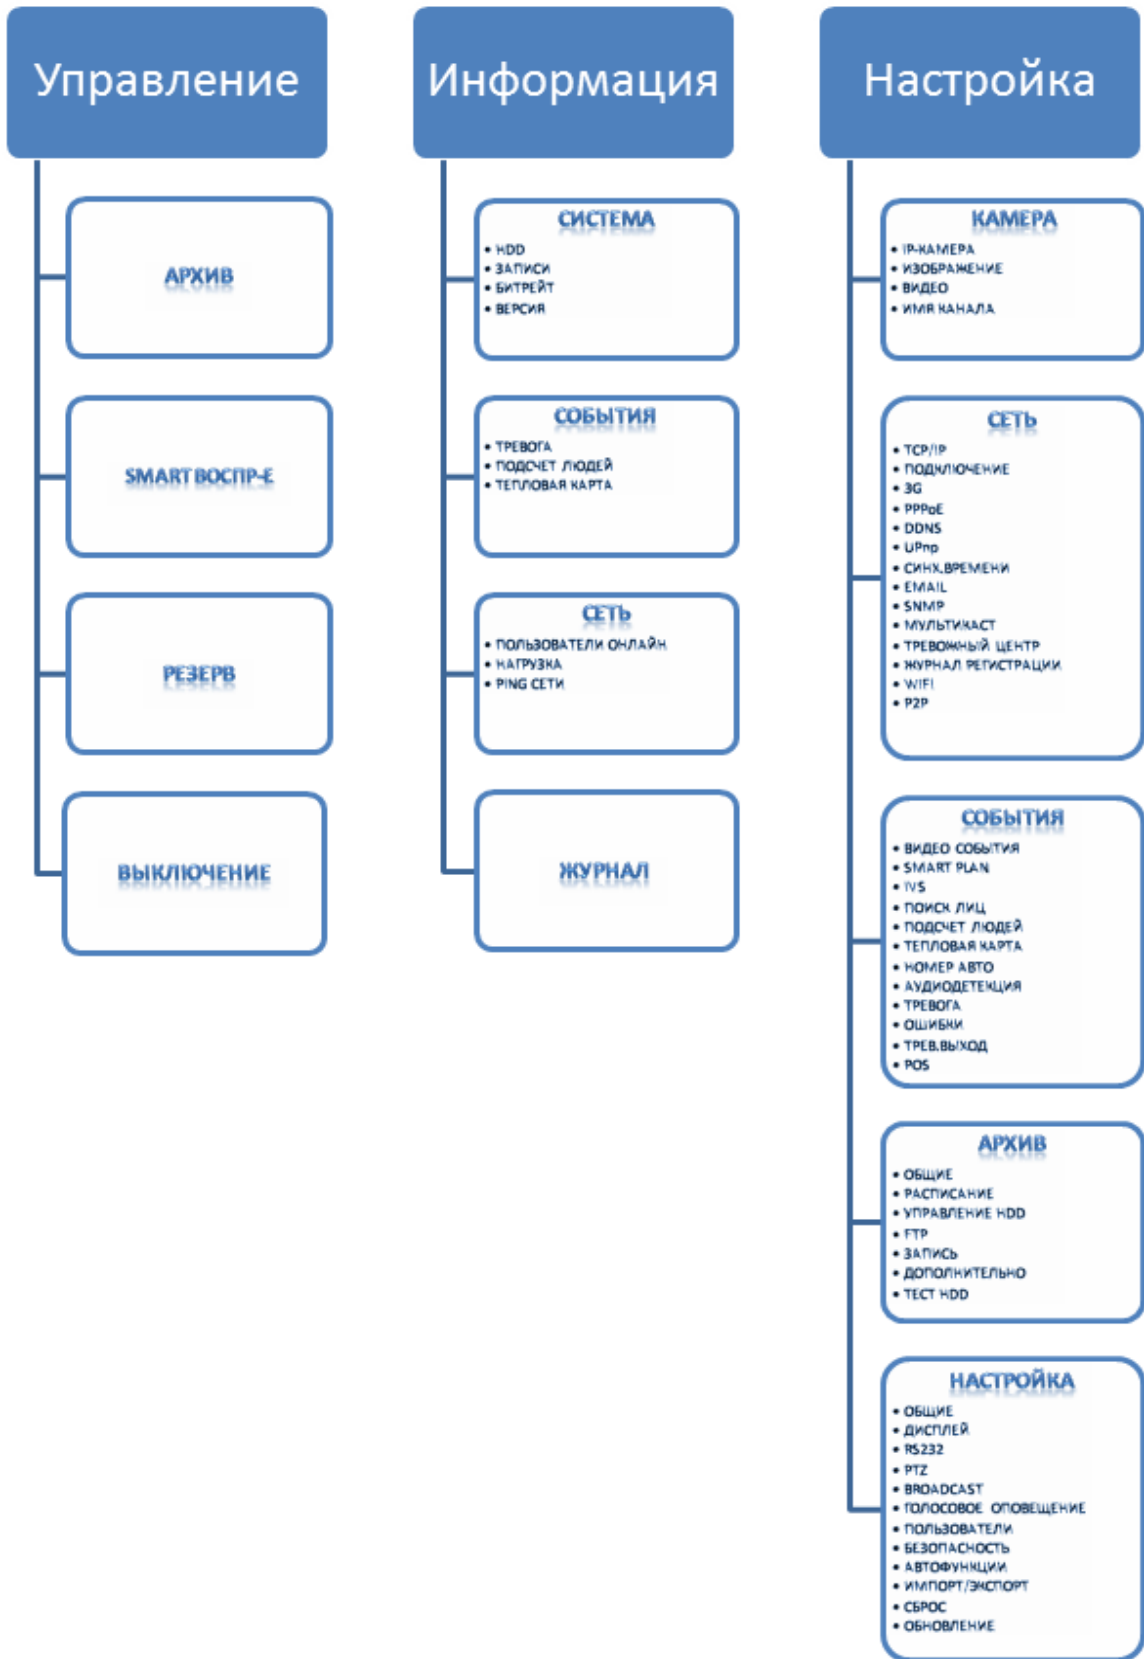 Управление
АРХИВ
SMART ВОСПР-Е
РЕЗЕРВ
ВЫКЛЮЧЕНИЕ
Информация
СИСТЕМА
• HDD
• ЗАПИСИ
• БИТРЕЙТ
• ВЕРСИЯ
СОБЫТИЯ
• ТРЕВОГА
• ПОДСЧЕТ ЛЮДЕЙ
• ТЕПЛОВАЯ КАРТА
СЕТЬ
• ПОЛЬЗОВАТЕЛИ ОНЛАЙН
• НАГРУЗКА
• PING СЕТИ
ЖУРНАЛ
Настройка
КАМЕРА
• IP-КАМЕРА
• ИЗОБРАЖЕНИЕ
• ВИДЕО
• ИМЯ КАНАЛА
СЕТЬ
• TCP/IP
• ПОДКЛЮЧЕНИЕ
• 3G
• PPPoE
• DDNS
• UPnp
• СИНХ.ВРЕМЕНИ
• EMAIL
• SNMP
• МУЛЬТИКАСТ
• ТРЕВОЖНЫЙ ЦЕНТР
• ЖУРНАЛ РЕГИСТРАЦИИ
• WIFI
• P2P
СОБЫТИЯ
• ВИДЕО СОБЫТИЯ
• SMART PLAN
• IVS
• ПОИСК ЛИЦ
• ПОДСЧЕТ ЛЮДЕЙ
• ТЕПЛОВАЯ КАРТА
• НОМЕР АВТО
• АУДИОДЕТЕКЦИЯ
• ТРЕВОГА
• ОШИБКИ
• ТРЕВ.ВЫХОД
• POS
АРХИВ
• ОБЩИЕ
• РАСПИСАНИЕ
• УПРАВЛЕНИЕ HDD
• FTP
• ЗАПИСЬ
• ДОПОЛНИТЕЛЬНО
• ТЕСТ HDD
НАСТРОЙКА
• ОБЩИЕ
• ДИСПЛЕЙ
• RS232
• PTZ
• BROADCAST
• ГОЛОСОВОЕ ОПОВЕЩЕНИЕ
• ПОЛЬЗОВАТЕЛИ
• БЕЗОПАСНОСТЬ
• АВТОФУНКЦИИ
• ИМПОРТ/ЭКСПОРТ
• СБРОС
• ОБНОВЛЕНИЕ